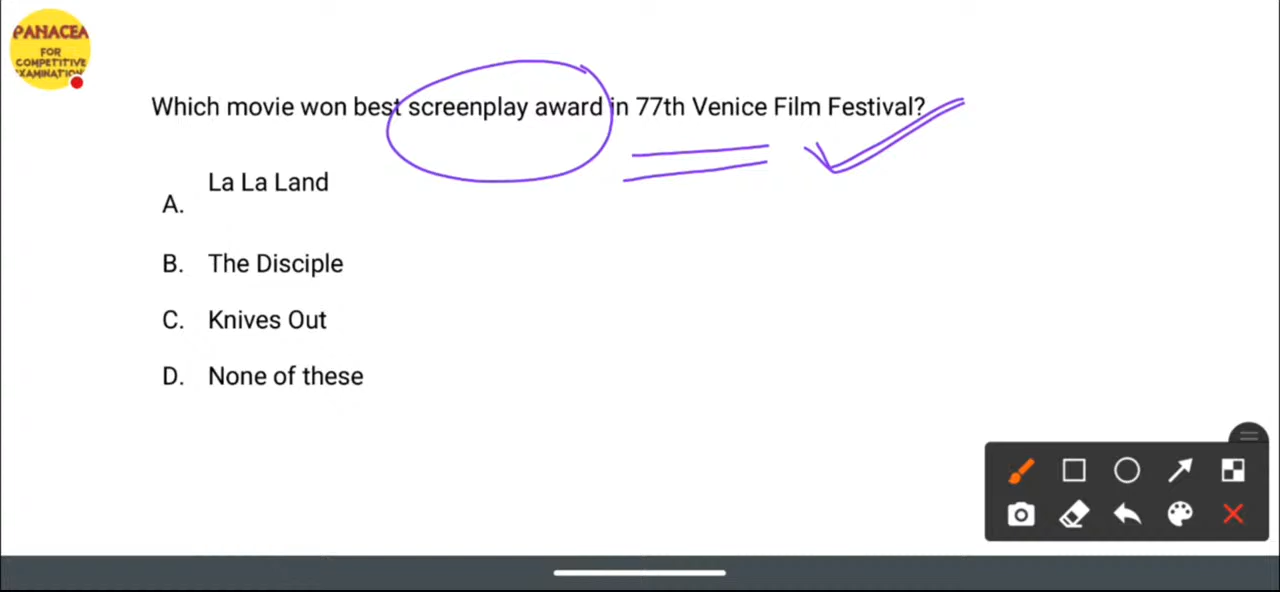 PANACEA
FOR
COMPETITIVE
EXAMINATION
Which movie won best screenplay award in 77th Venice Film Festival?
A. La La Land
B. The Disciple
C. Knives Out
D. None of these